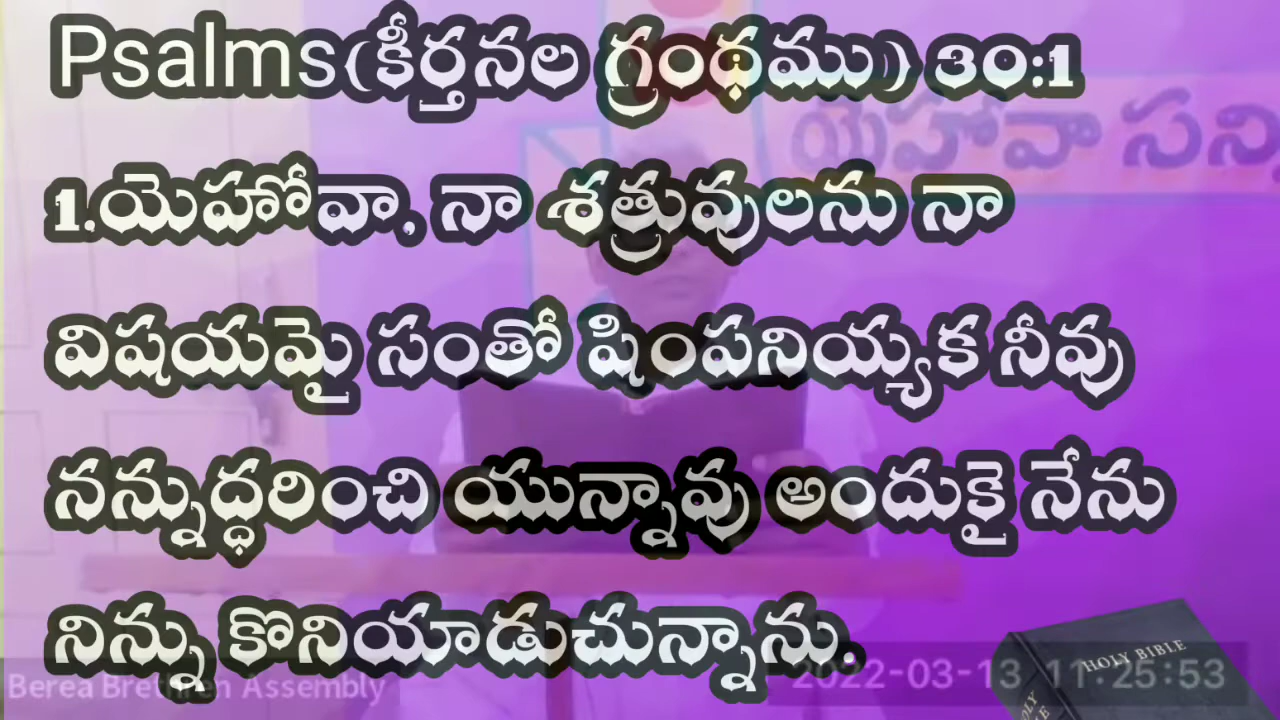 Psalms(కీర్తనల గ్రంథము) 30:1
యెహోవా
1.యెహోవా, నా శత్రువులను నా
విషయమై సంతో షింపనియ్యక నీవు
నన్నుద్ధరించి యున్నావు అందుకై నేను
నిన్ను కొనియాడుచున్నాను.
HOLY BIBLE
Berea Brethren Assembly
2022-03-13 11:25:53